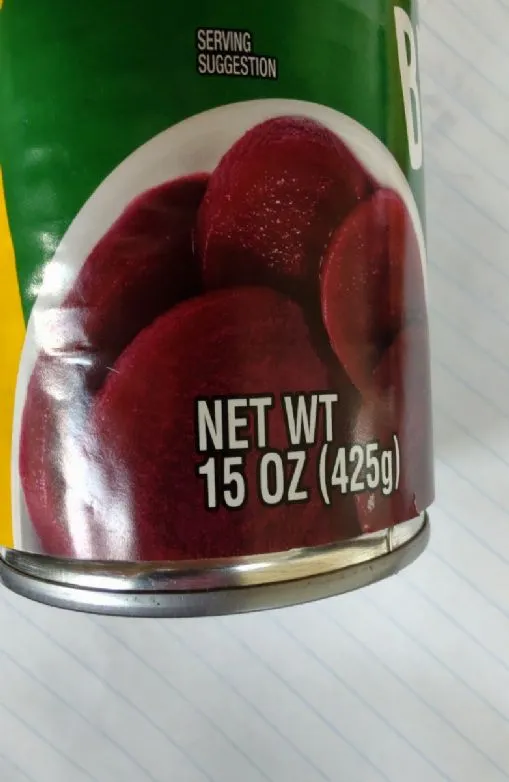 SERVING
SUGGESTION
B
NET WT
15 OZ (425g)